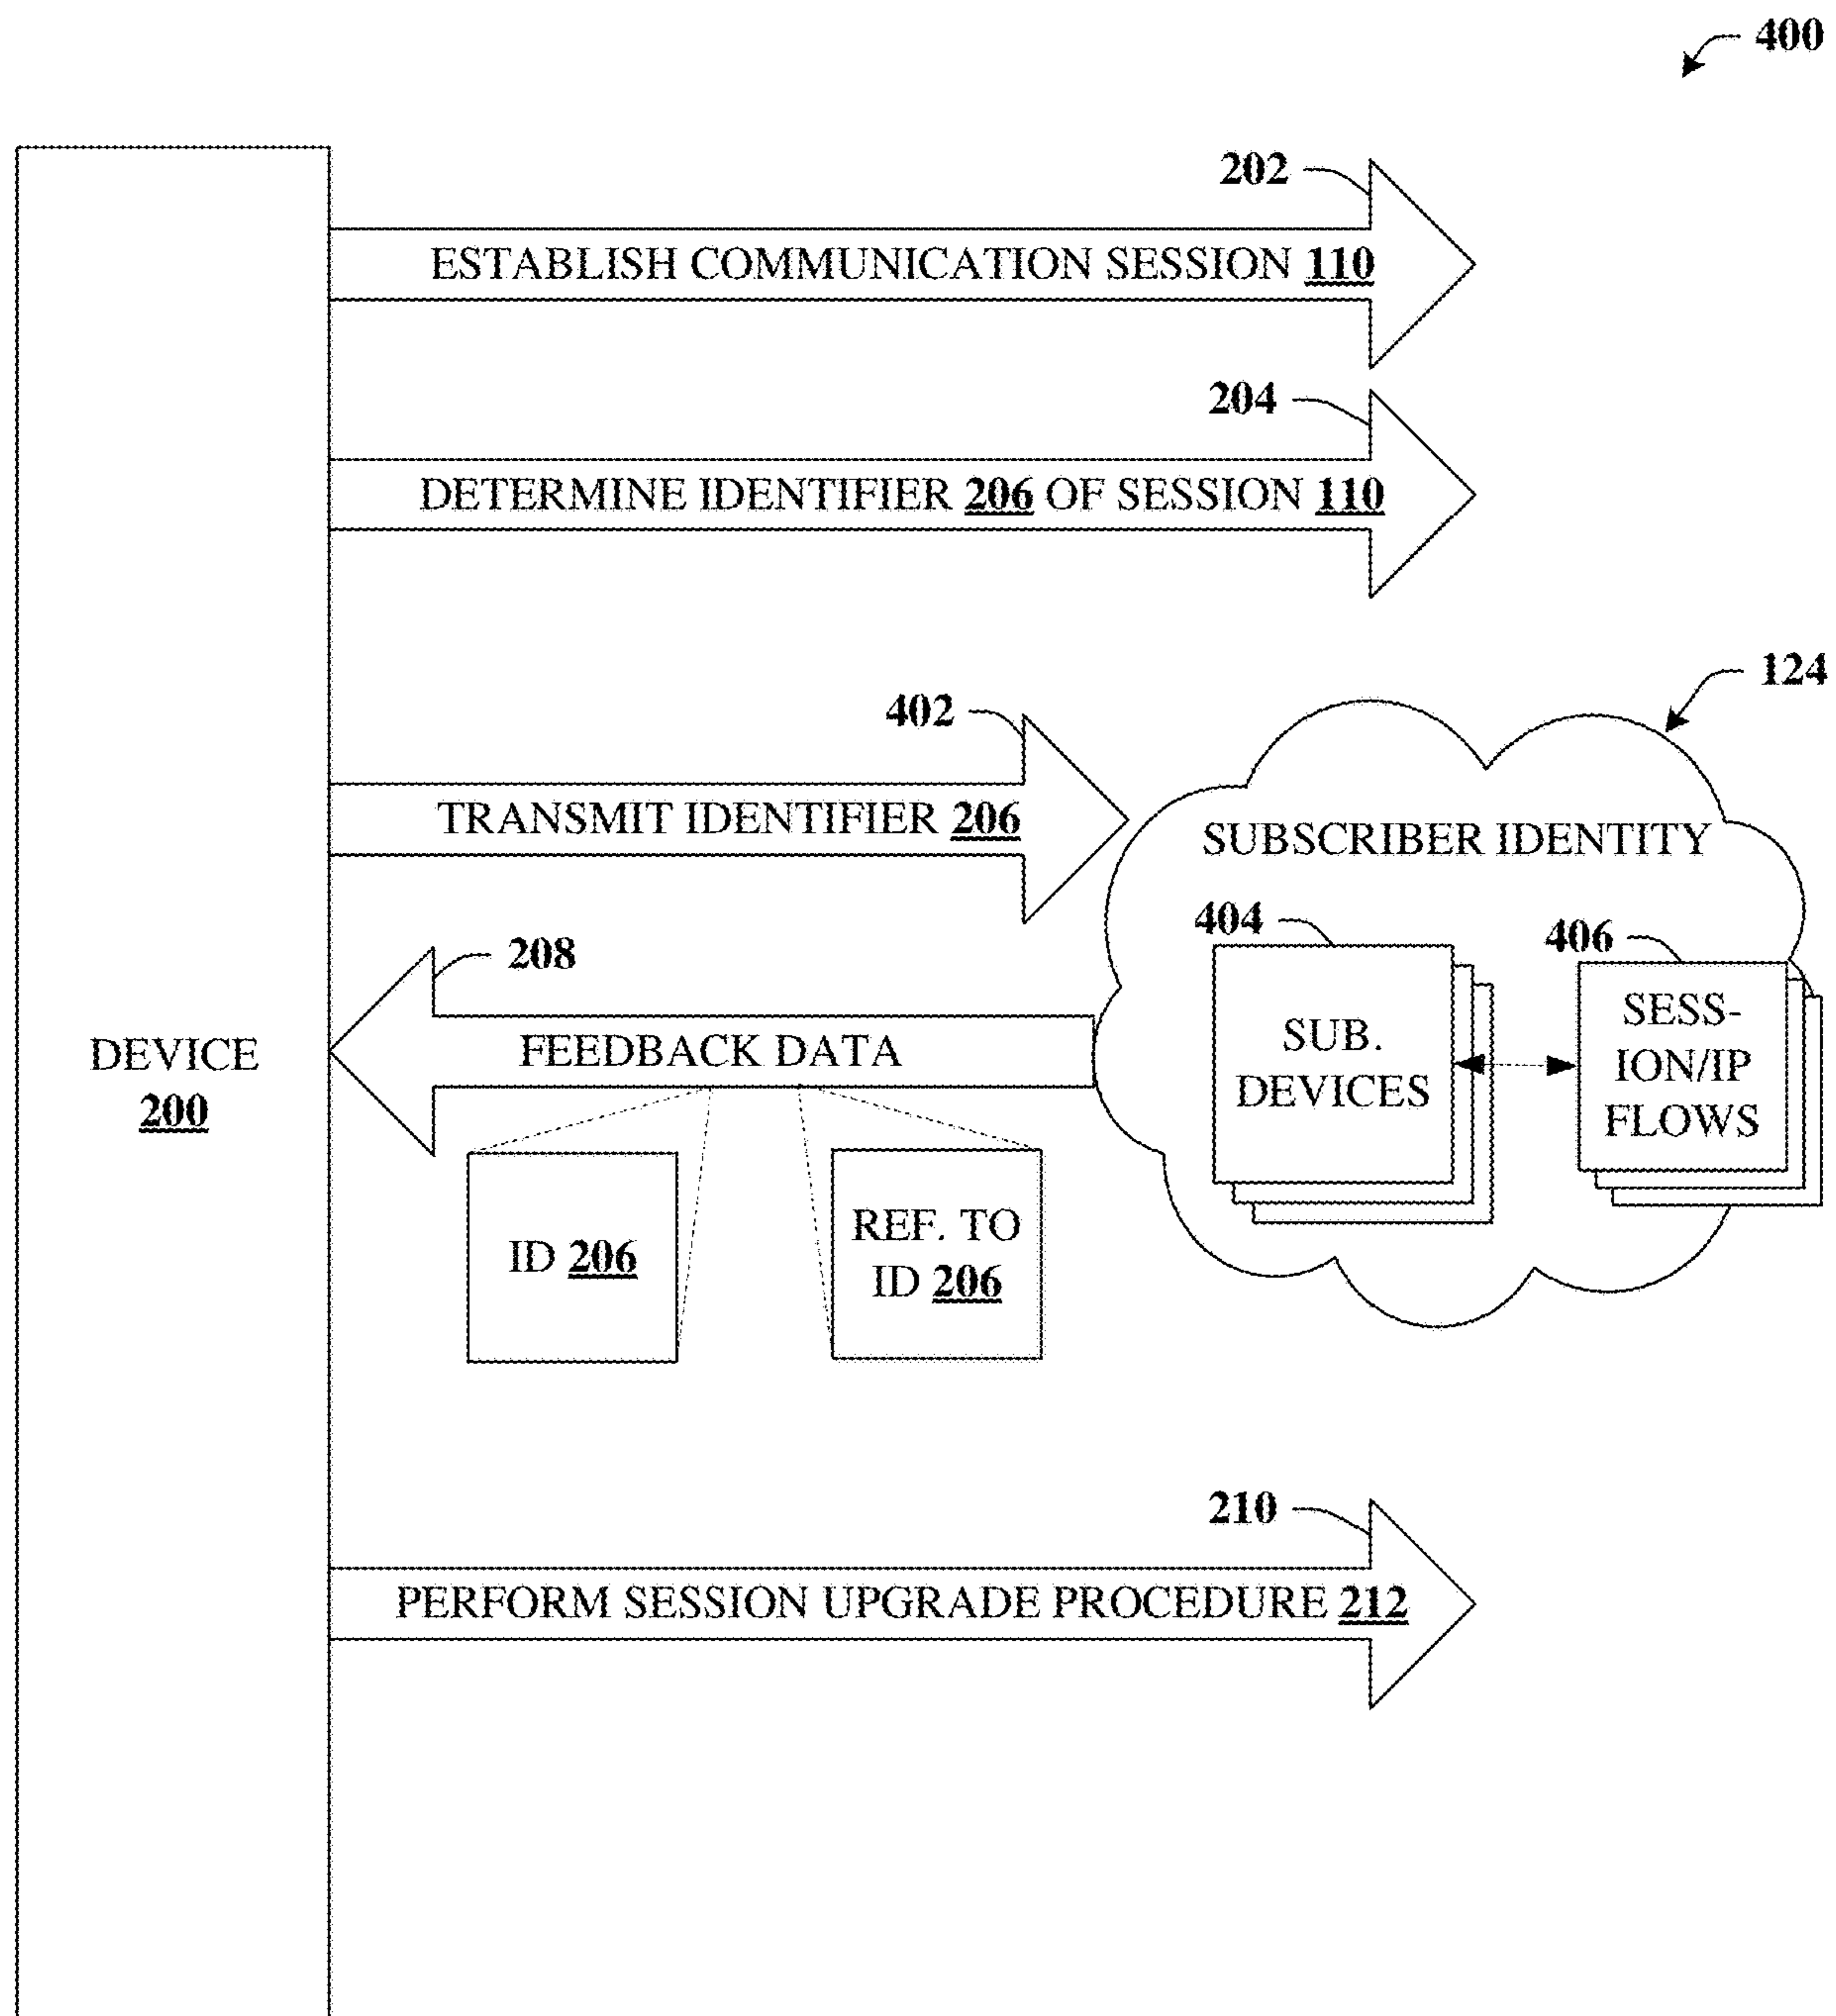 400
202
ESTABLISH COMMUNICATION SESSION 110
204
DETERMINE IDENTIFIER 206 OF SESSION 110
124
402
TRANSMIT IDENTIFIER 206
SUBSCRIBER IDENTITY
404
406
208
FEEDBACK DATA
DEVICE
200
SUB.
DEVICES
SESS-
ION/IP
FLOWS
ID 206
REF. TO
ID 206
210
PERFORM SESSION UPGRADE PROCEDURE 212